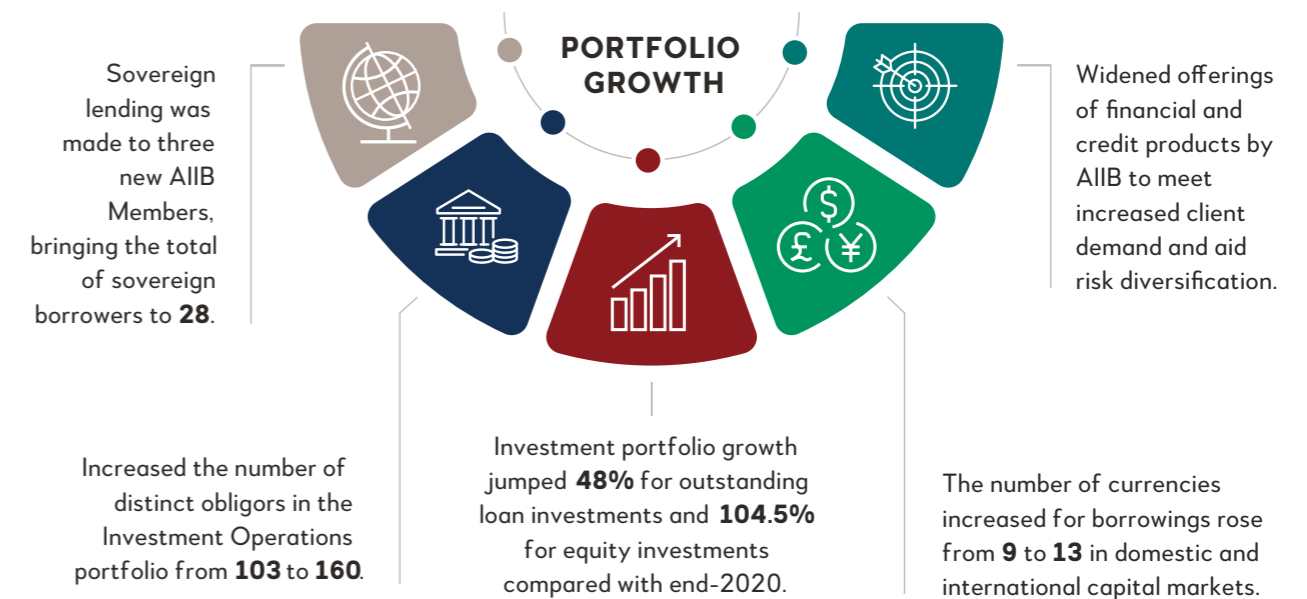 PORTFOLIO
GROWTH
Sovereign
lending was
made to three
new AIIB
Members,
bringing the total
of sovereign
borrowers to 28.
Increased the number of
distinct obligors in the
Investment Operations
portfolio from 103 to 160.
Investment portfolio growth
jumped 48% for outstanding
loan investments and 104.5%
for equity investments
compared with end-2020.
The number of currencies
increased for borrowings rose
from 9 to 13 in domestic and
international capital markets.
Widened offerings
of financial and
credit products by
AIIB to meet
increased client
demand and aid
risk diversification.
$
£
¥